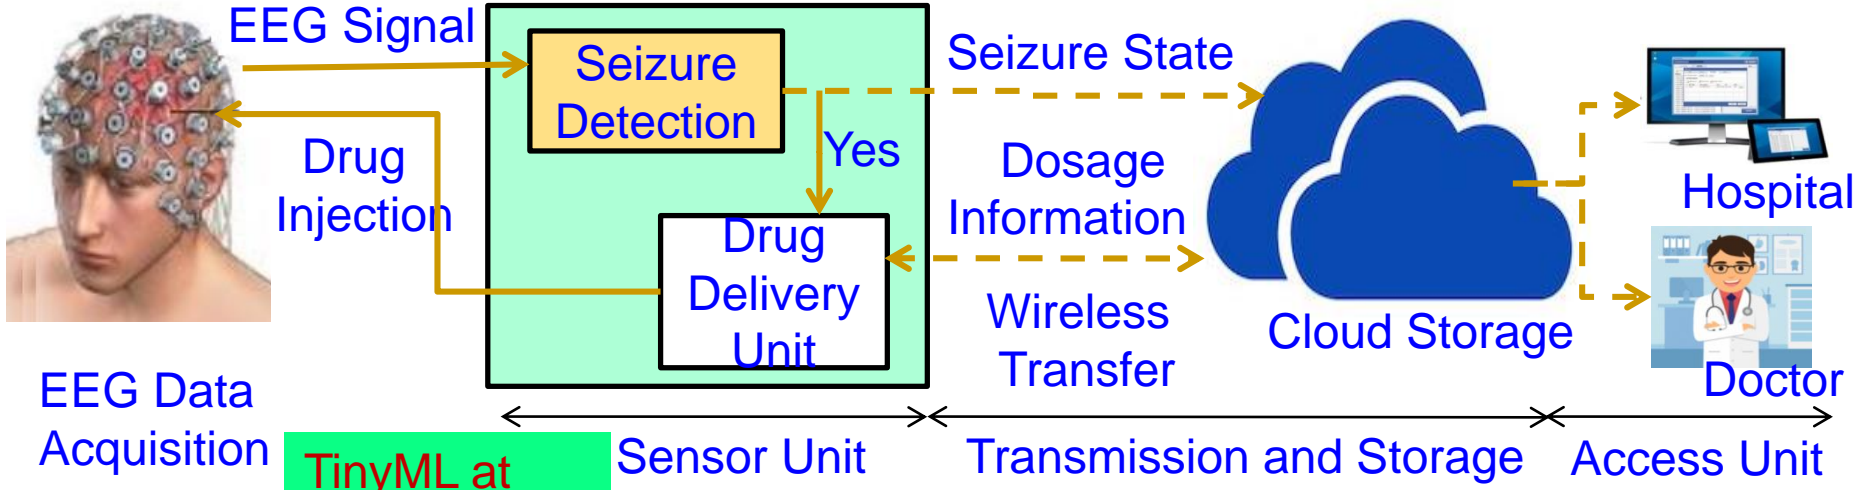 EEG Signal
Drug
Injection
EEG Data
Acquisition
TinyML at
Seizure
Detection
Yes
Drug
Delivery
Unit
Sensor Unit
Seizure State
Dosage
Information
Wireless
Transfer
Cloud Storage
Transmission and Storage
Hospital
Doctor
Access Unit